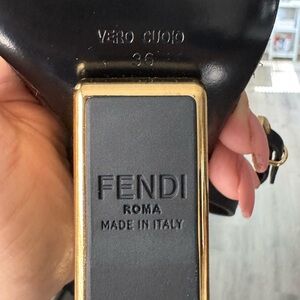 VERO CUOIO
36
FENDI
ROMA
MADE IN ITALY